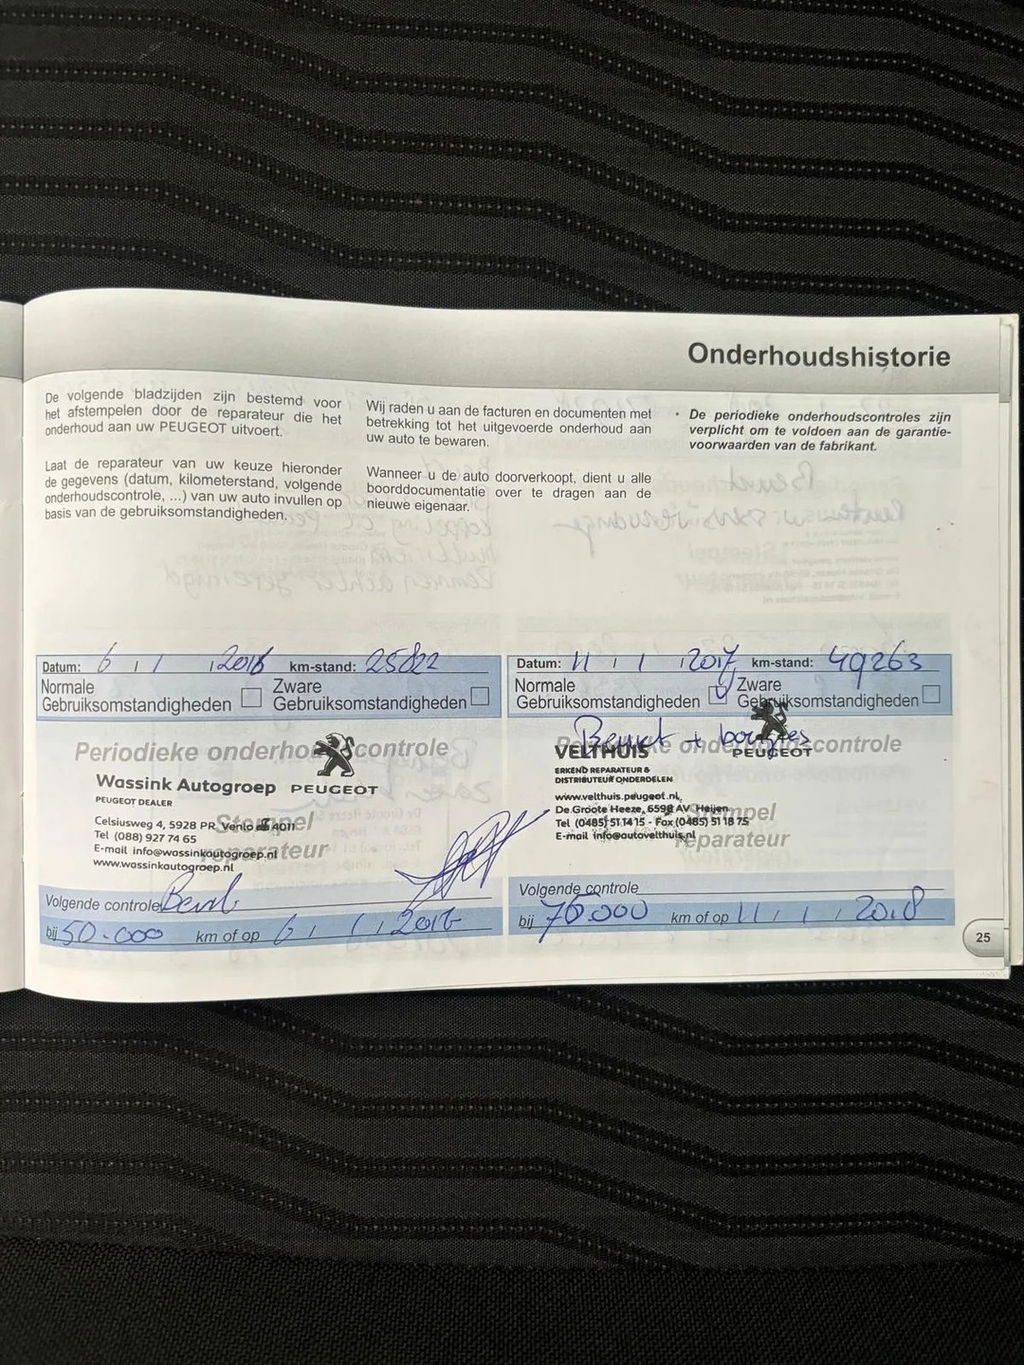 Onderhoudshistorie
De volgende bladzijden zijn bestemd voor
het afstempelen door de reparateur die het
onderhoud aan uw PEUGEOT uitvoert.
Laat de reparateur van uw keuze hieronder
de gegevens (datum, kilometerstand, volgende
onderhoudscontrole, ...) van uw auto invullen op
basis van de gebruiksomstandigheden.
Wij raden u aan de facturen en documenten met
betrekking tot het uitgevoerde onderhoud aan
uw auto te bewaren.
Wanneer u de auto doorverkoopt, dient u alle
boorddocumentatie over te dragen aan de
nieuwe eigenaar.
• De periodieke onderhoudscontroles zijn
verplicht om te voldoen aan de garantie-
voorwaarden van de fabrikant.
Datum: 6 / 1 / 2016 km-stand: 25822
Normale
Gebruiksomstandigheden
Zware
Gebruiksomstandigheden
Periodieke onderhoudscontrole
Wassink Autogroep PEUGEOT
PEUGEOT DEALER
Celsiusweg 4, 5928 PR Venlo 4011
Stempel
Tel (088) 927 74 65
E-mail info@wassinkautogroep.nl
reparateur
www.wassinkautogroep.nl
Volgende controle
bij 50.000 km of op 6 / 1 / 2016
Datum: 11 / 1 / 2017 km-stand: 49263
Normale
Gebruiksomstandigheden
Zware
Gebruiksomstandigheden
Beurt + bougies
Periodieke onderhoudscontrole
VELTHUIS PEUGEOT
ERKEND REPARATEUR &
DISTRIBUTEUR ONDERDELEN
www.velthuis.peugeot.nl
De Groote Heeze, 6598 AV Heijen
Stempel
Tel (0485) 51 14 15 - Fax (0485) 51 18 75
E-mail info@autovelthuis.nl
reparateur
Volgende controle
bij 75.000 km of op 11 / 1 / 2018
25